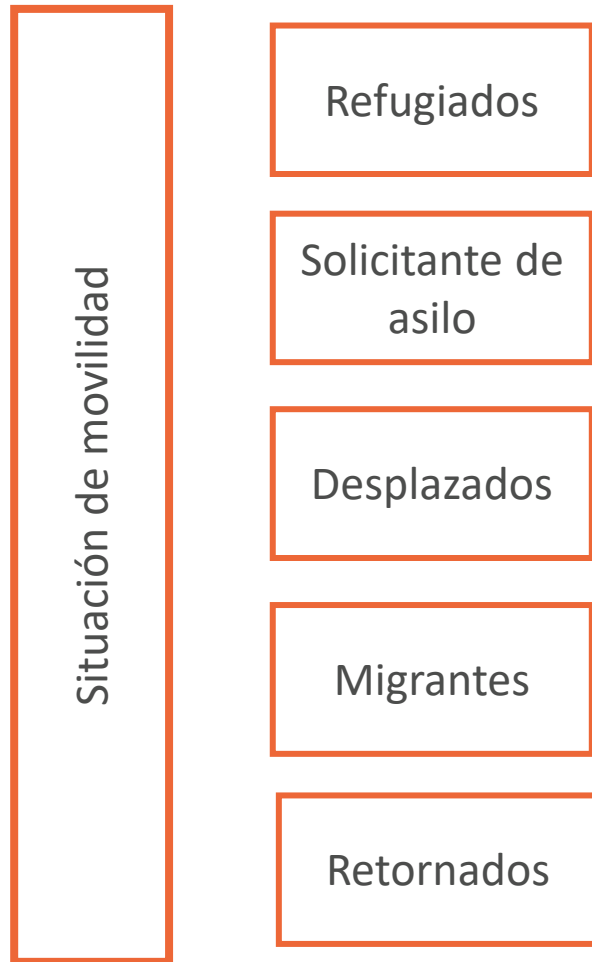 Situación de movilidad
Refugiados
Solicitante de
asilo
Desplazados
Migrantes
Retornados